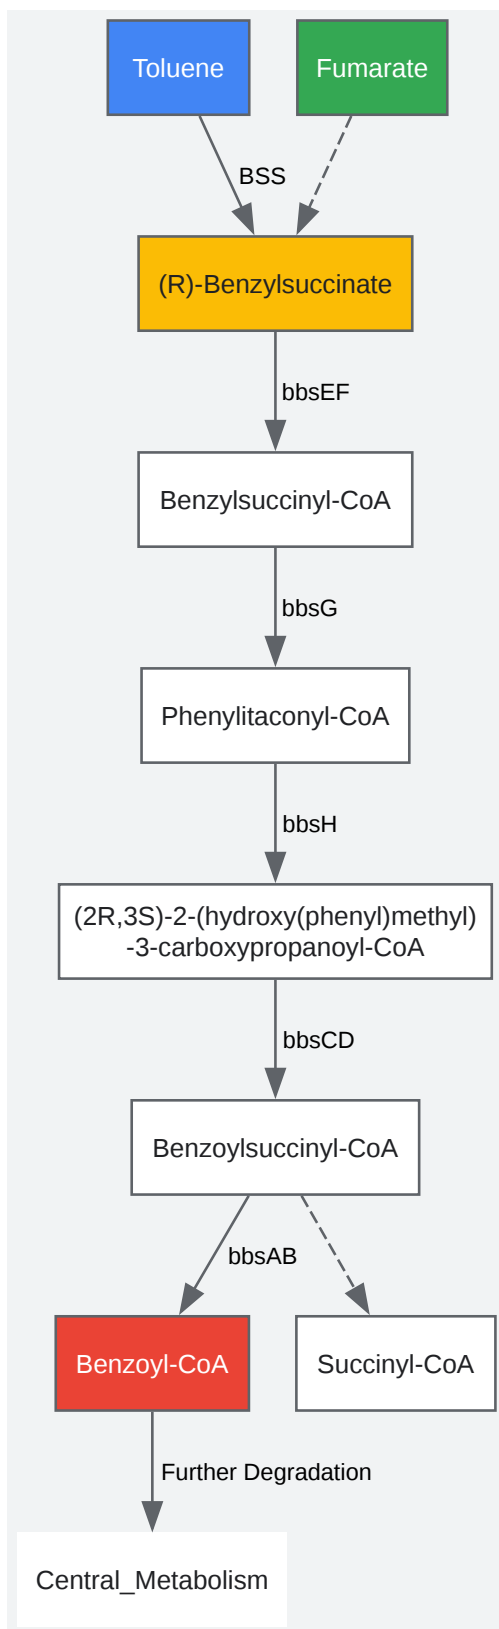 Toluene
Fumarate
BSS
(R)-Benzylsuccinate
bbsEF
Benzylsuccinyl-CoA
bbsG
Phenylitaconyl-CoA
bbsH
(2R,3S)-2-(hydroxy(phenyl)methyl)
-3-carboxypropanoyl-CoA
bbsCD
Benzoylsuccinyl-CoA
bbsAB
Benzoyl-CoA
Succinyl-CoA
Further Degradation
Central_Metabolism